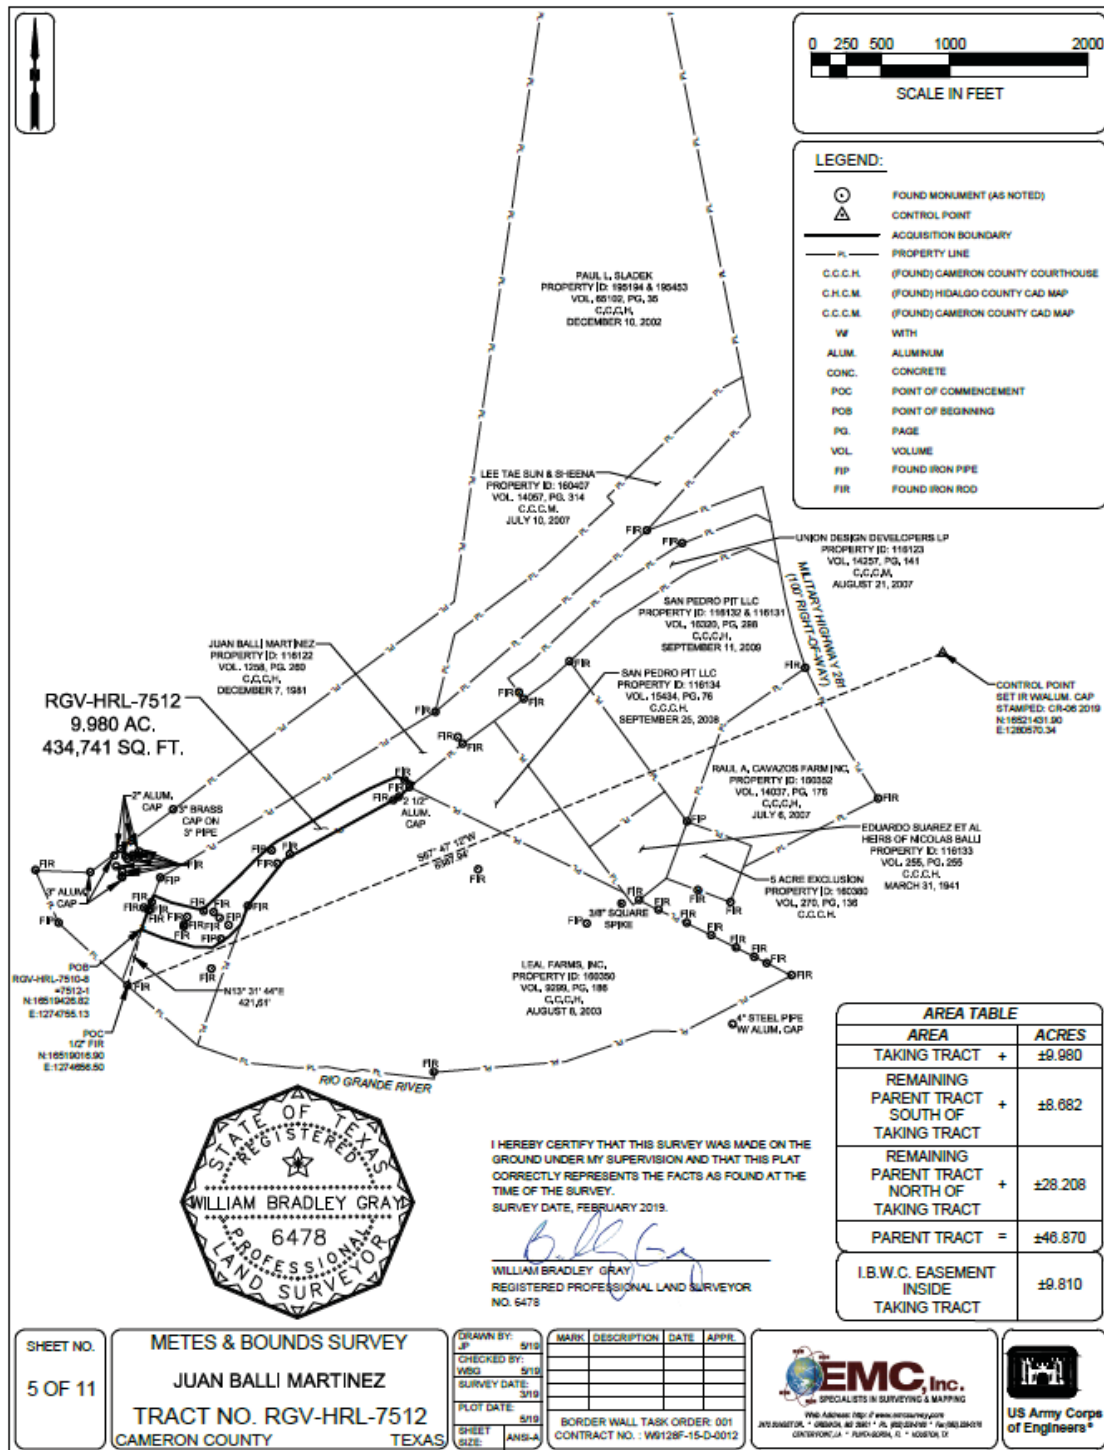 0 250 500 1000 2000
SCALE IN FEET
LEGEND:
FOUND MONUMENT (AS NOTED)
CONTROL POINT
ACQUISITION BOUNDARY
PL PROPERTY LINE
C.C.C.H. (FOUND) CAMERON COUNTY COURTHOUSE
C.H.C.M. (FOUND) HIDALGO COUNTY CAD MAP
C.C.C.M. (FOUND) CAMERON COUNTY CAD MAP
W/ WITH
ALUM. ALUMINUM
CONC. CONCRETE
POC POINT OF COMMENCEMENT
POB POINT OF BEGINNING
PG. PAGE
VOL. VOLUME
FIP FOUND IRON PIPE
FIR FOUND IRON ROD
PAUL L. SLADEK
PROPERTY ID: 195194 & 195453
VOL. 65102, PG. 35
C.C.C.H.
DECEMBER 10, 2002
LEE TAE SUN & SHEENA
PROPERTY ID: 160407
VOL. 14057, PG. 314
C.C.C.M.
JULY 10, 2007
UNION DESIGN DEVELOPERS LP
PROPERTY ID: 116123
VOL. 14257, PG. 141
C.C.C.M.
AUGUST 21, 2007
MILITARY HIGHWAY 281
(100' RIGHT-OF-WAY)
SAN PEDRO PIT LLC
PROPERTY ID: 116132 & 116131
VOL. 16320, PG. 298
C.C.C.H.
SEPTEMBER 11, 2009
JUAN BALLI MARTINEZ
PROPERTY ID: 116122
VOL. 1258, PG. 260
C.C.C.H.
DECEMBER 7, 1981
SAN PEDRO PIT LLC
PROPERTY ID: 116134
VOL. 15434, PG. 76
C.C.C.H.
SEPTEMBER 25, 2008
RGV-HRL-7512
9.980 AC.
434,741 SQ. FT.
CONTROL POINT
SET IR W/ALUM. CAP
STAMPED: CR-06 2019
N:16521431.90
E:1280570.34
RAUL A. CAVAZOS FARM INC.
PROPERTY ID: 160352
VOL. 14037, PG. 176
C.C.C.H.
JULY 6, 2007
2" ALUM.
CAP
3" BRASS
CAP ON
3" PIPE
2 1/2"
ALUM.
CAP
EDUARDO SUAREZ ET AL
HEIRS OF NICOLAS BALLI
PROPERTY ID: 116133
VOL. 255, PG. 255
C.C.C.H.
MARCH 31, 1941
S67° 47' 12"W
3" ALUM.
CAP
5 ACRE EXCLUSION
PROPERTY ID: 160380
VOL. 270, PG. 136
C.C.C.H.
3/8" SQUARE
SPIKE
POB
RGV-HRL-7510-8
=7512-1
N:16519426.82
E:1274755.13
N13° 31' 44"E
421.61'
LEAL FARMS, INC.
PROPERTY ID: 160350
VOL. 9299, PG. 186
C.C.C.H.
AUGUST 8, 2003
4" STEEL PIPE
W/ ALUM. CAP
POC
1/2" FIR
N:16519016.90
E:1274656.50
RIO GRANDE RIVER
AREA TABLE
AREA ACRES
TAKING TRACT + ±9.980
REMAINING
PARENT TRACT
SOUTH OF
TAKING TRACT + ±8.682
REMAINING
PARENT TRACT
NORTH OF
TAKING TRACT + ±28.208
PARENT TRACT = ±46.870
I.B.W.C. EASEMENT
INSIDE
TAKING TRACT ±9.810
STATE OF TEXAS
REGISTERED
WILLIAM BRADLEY GRAY
6478
PROFESSIONAL
LAND SURVEYOR
I HEREBY CERTIFY THAT THIS SURVEY WAS MADE ON THE
GROUND UNDER MY SUPERVISION AND THAT THIS PLAT
CORRECTLY REPRESENTS THE FACTS AS FOUND AT THE
TIME OF THE SURVEY.
SURVEY DATE, FEBRUARY 2019.
WILLIAM BRADLEY GRAY
REGISTERED PROFESSIONAL LAND SURVEYOR
NO. 6478
SHEET NO.
5 OF 11
METES & BOUNDS SURVEY
JUAN BALLI MARTINEZ
TRACT NO. RGV-HRL-7512
CAMERON COUNTY TEXAS
DRAWN BY:
JP 5/19
CHECKED BY:
WBG 5/19
SURVEY DATE:
3/19
PLOT DATE:
5/19
SHEET
SIZE: ANSI-A
MARK DESCRIPTION DATE APPR.
BORDER WALL TASK ORDER: 001
CONTRACT NO. : W9128F-15-D-0012
EMC, Inc.
SPECIALISTS IN SURVEYING & MAPPING
US Army Corps
of Engineers®